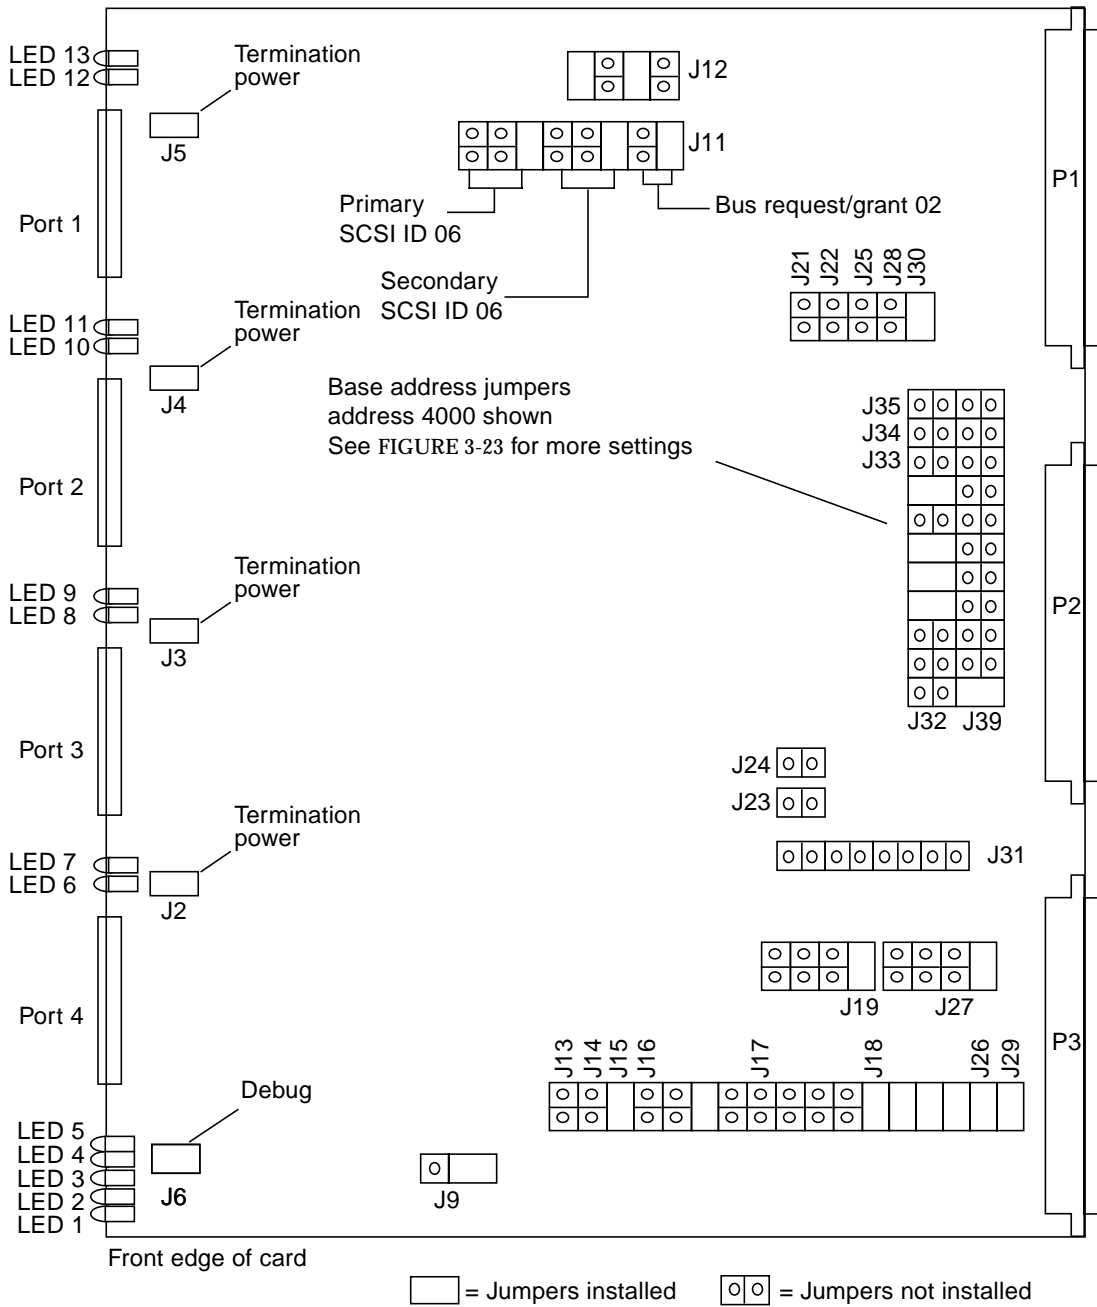 LED 13
LED 12
Termination
power
J12
J5
J11
P1
Port 1
Primary
SCSI ID 06
Bus request/grant 02
Secondary
SCSI ID 06
J21
J22
J25
J28
J30
LED 11
LED 10
Termination
power
J4
Base address jumpers
address 4000 shown
See FIGURE 3-23 for more settings
J35
J34
J33
Port 2
Termination
power
LED 9
LED 8
J3
P2
J32
J39
Port 3
J24
J23
Termination
power
LED 7
LED 6
J31
J2
Port 4
J19
J27
P3
J13
J14
J15
J16
J17
J18
J26
J29
Debug
LED 5
LED 4
LED 3
LED 2
LED 1
J6
J9
Front edge of card
= Jumpers installed
= Jumpers not installed